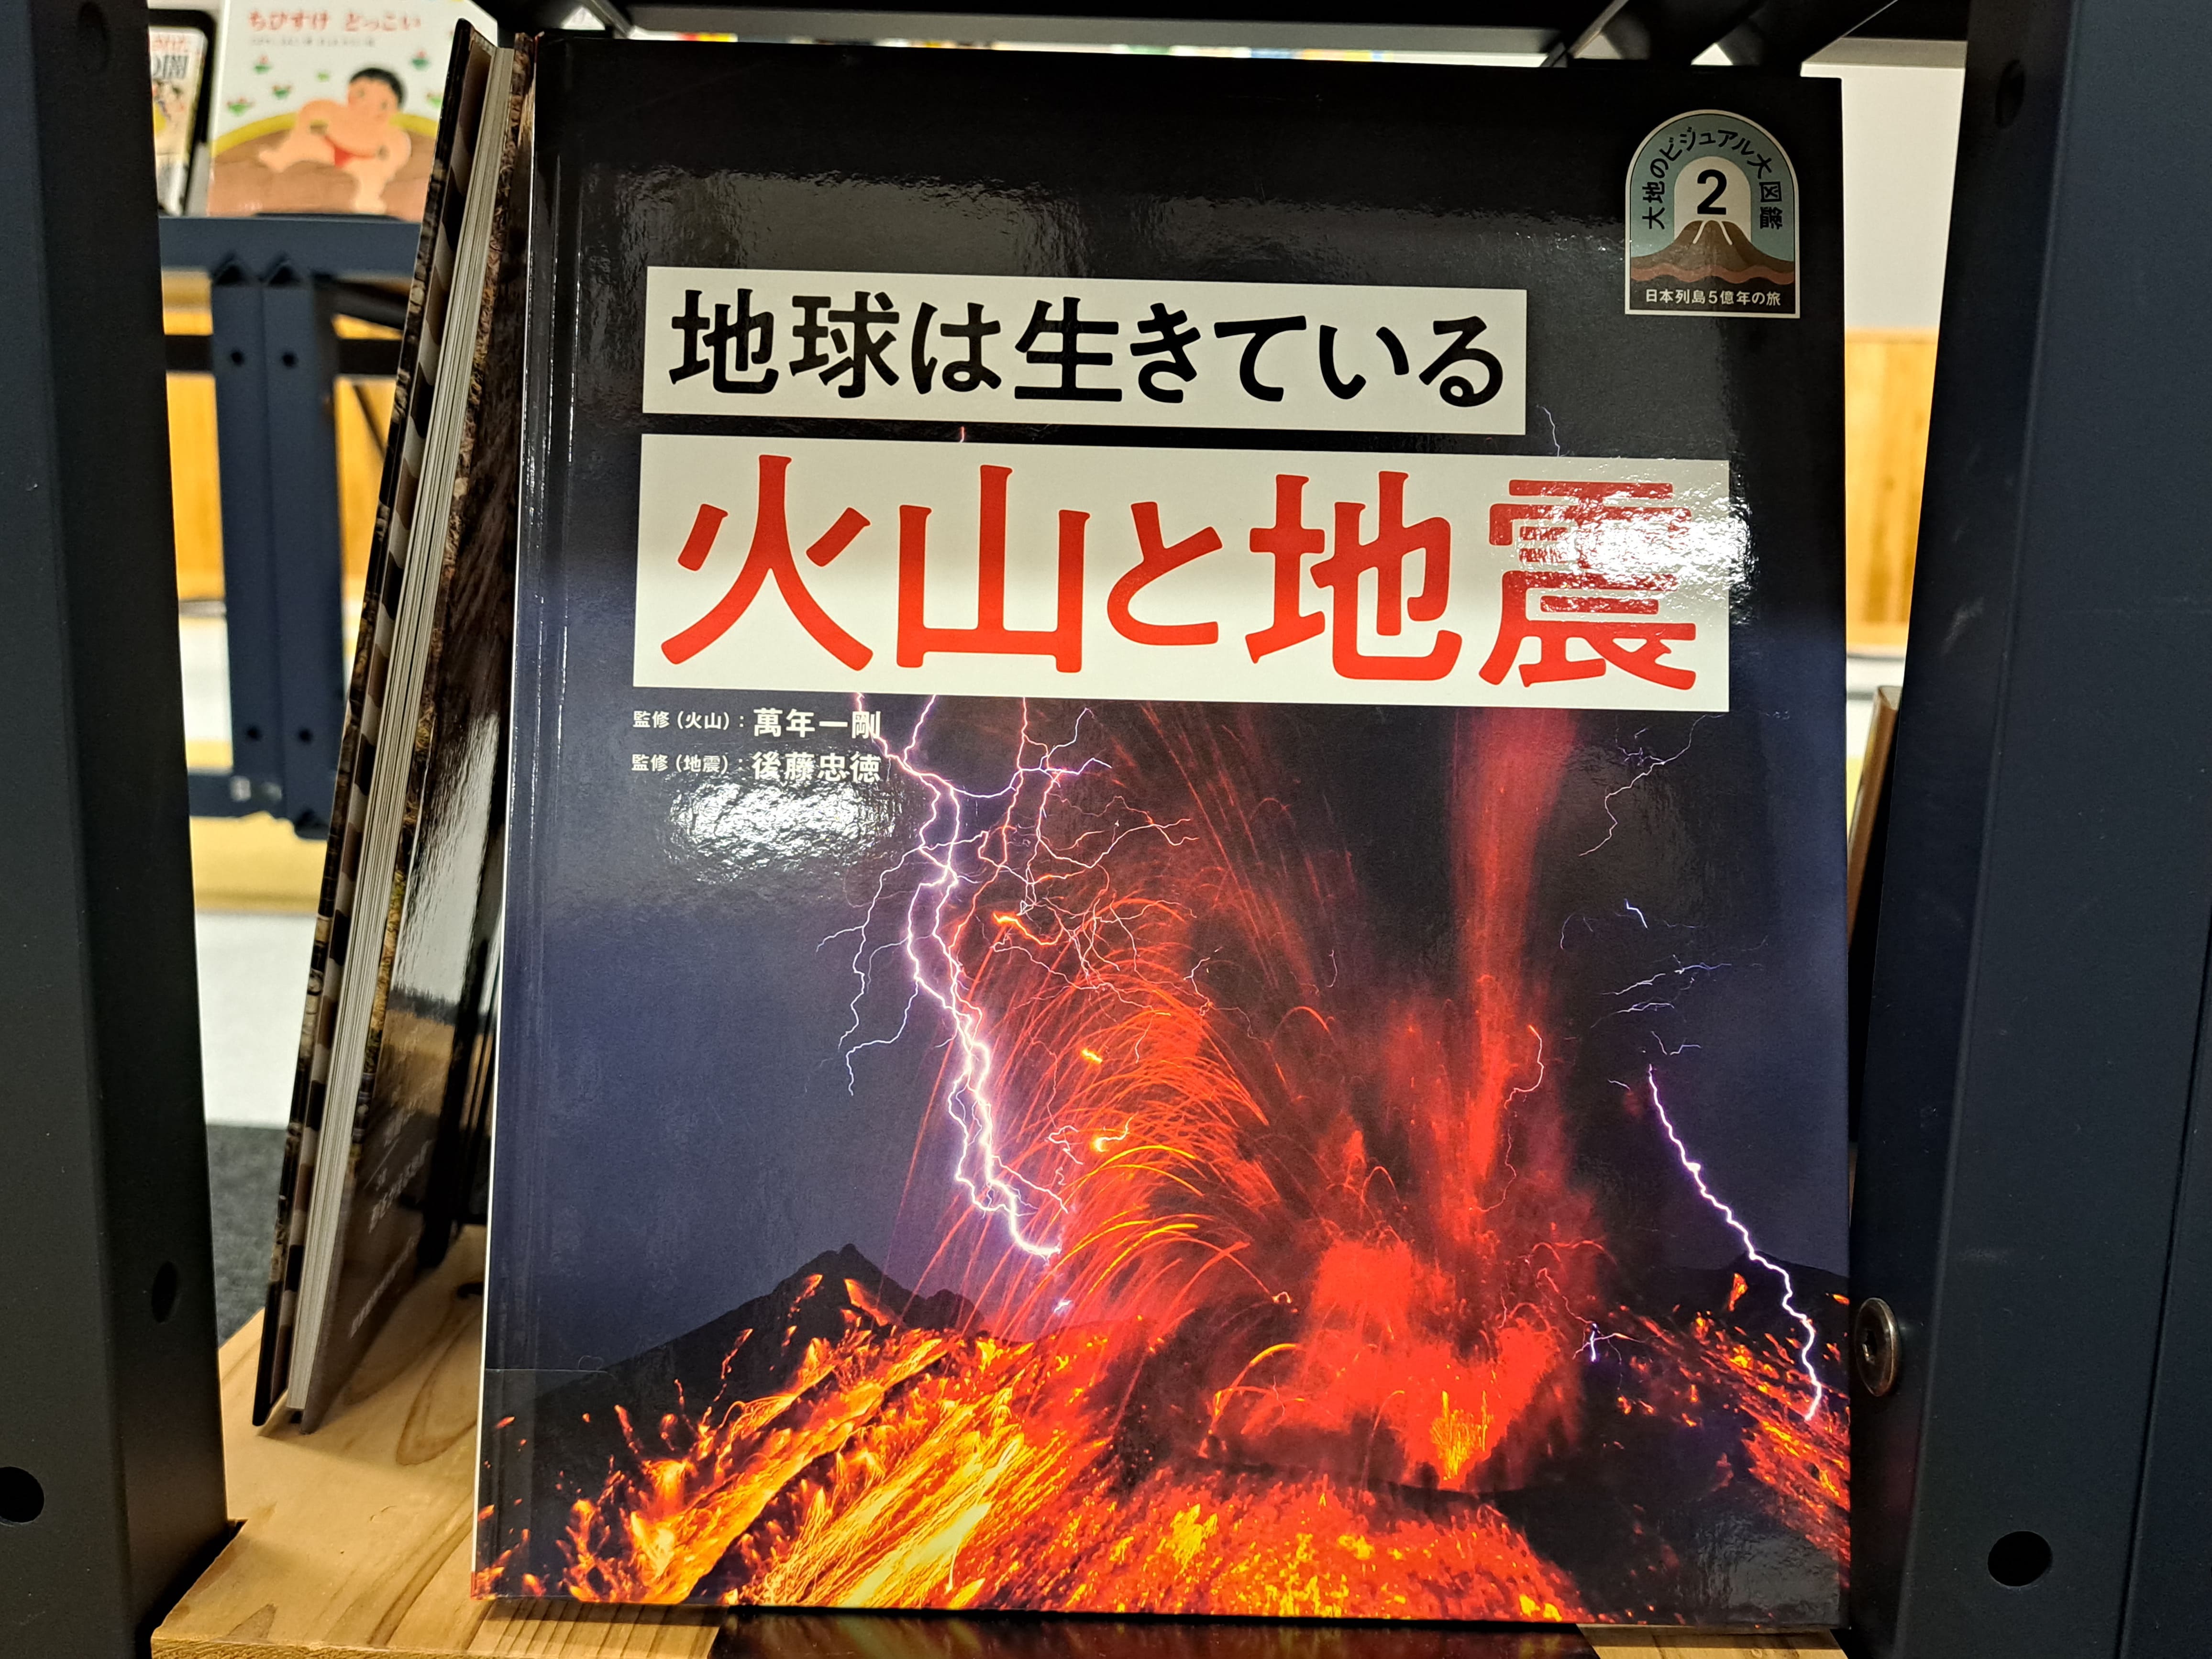 ちびすけ どっこい
の闇
大地のビジュアル大図鑑
2
日本列島5億年の旅
地球は生きている
火山と地震
監修（火山）：萬年一剛
監修（地震）：後藤忠徳